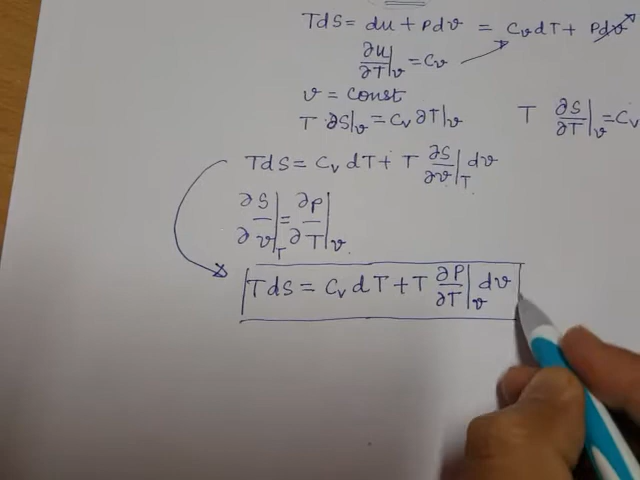 Tds = du + Pdv = CvdT + Pdv
∂u/∂T|v = Cv
v = const
T ∂S|v = Cv ∂T|v T ∂S/∂T|v = Cv
Tds = Cv dT + T ∂S/∂v|T dv
∂S/∂v|T = ∂P/∂T|v
Tds = Cv dT + T ∂P/∂T|v dv